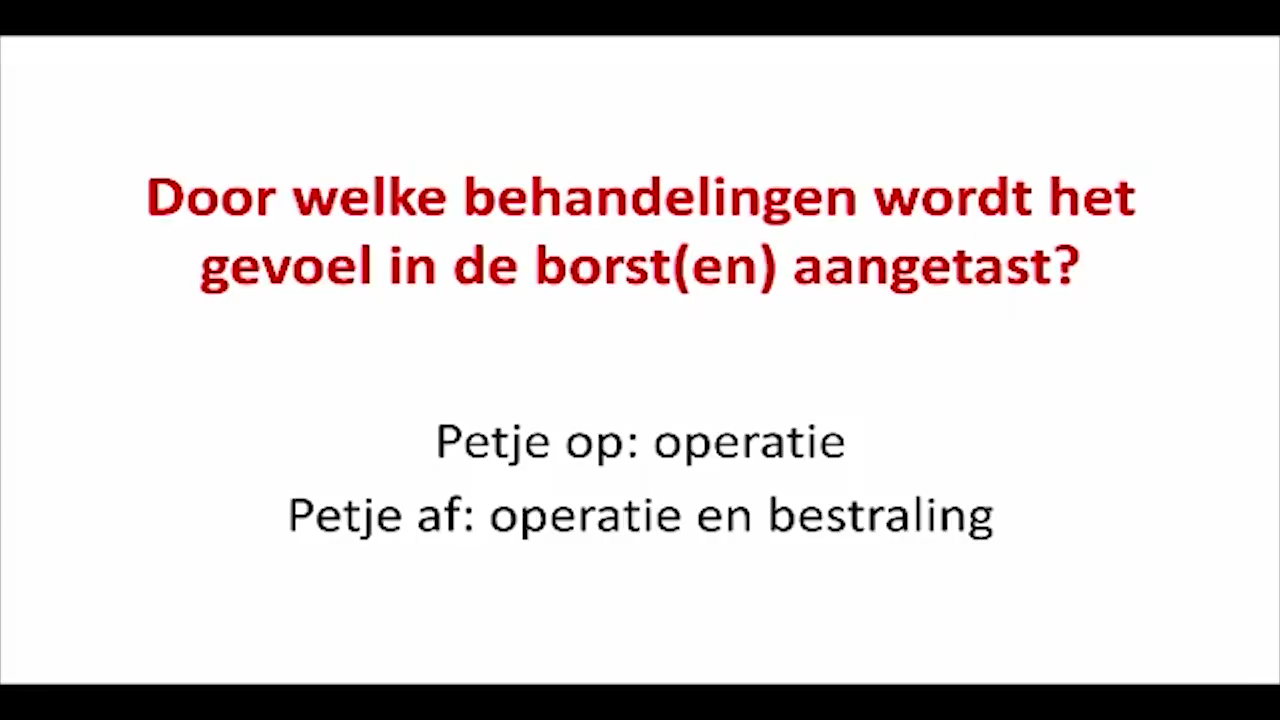 Door welke behandelingen wordt het
gevoel in de borst(en) aangetast?
Petje op: operatie
Petje af: operatie en bestraling